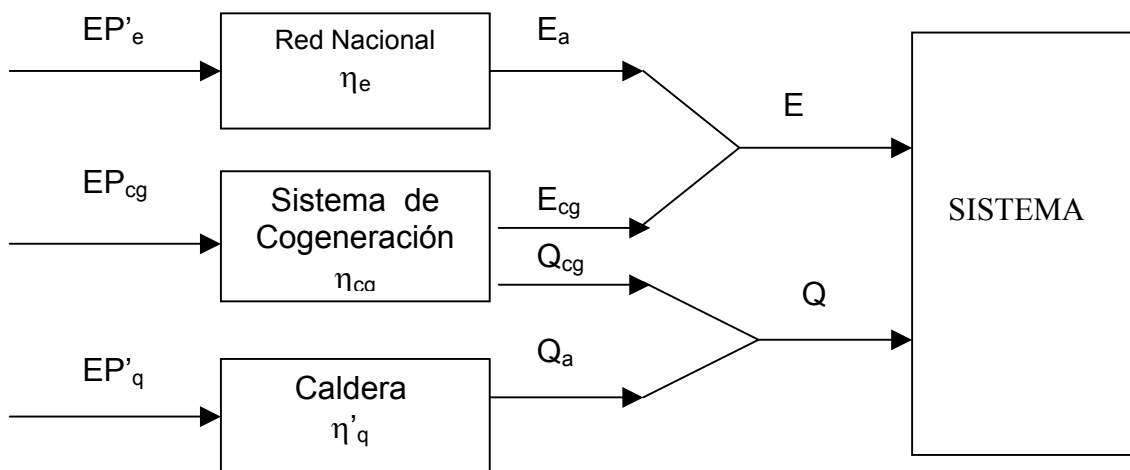 EP'e
Red Nacional
ηe
Ea
E
EPcg
Sistema de
Cogeneración
ηcg
Ecg
Qcg
Q
SISTEMA
EP'q
Caldera
η'q
Qa